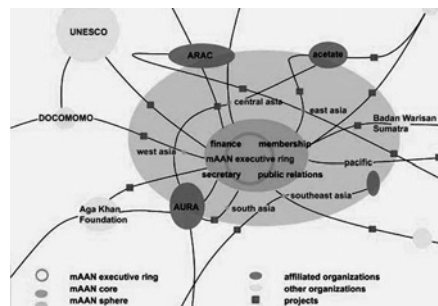 UNESCO
ARAC
acetate
central asia
east asia
DOCOMOMO
Badan Warisan
Sumatra
finance
membership
west asia
mAAN executive ring
pacific
secretary
public relations
southeast asia
Aga Khan
Foundation
AURA
south asia
mAAN executive ring
affiliated organizations
mAAN core
other organizations
mAAN sphere
projects